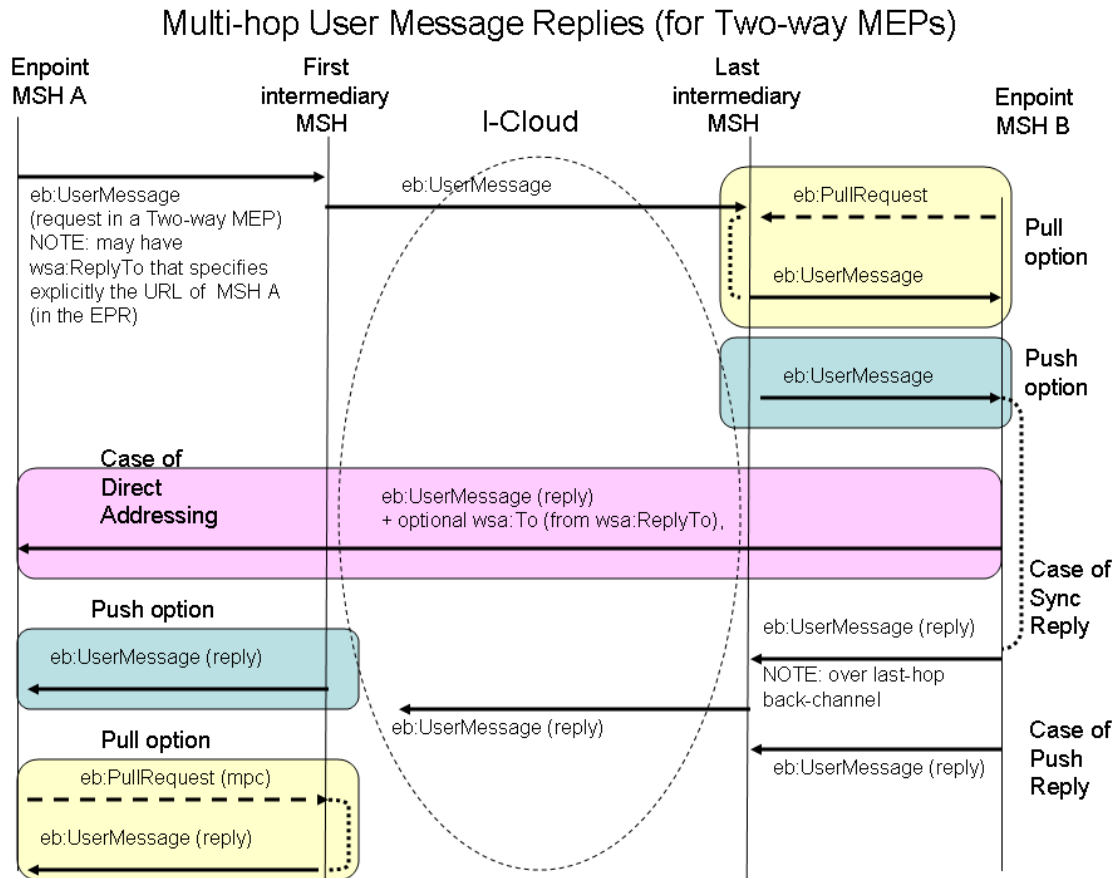 Multi-hop User Message Replies (for Two-way MEPs)
Enpoint
MSH A
First
intermediary
MSH
I-Cloud
Last
intermediary
MSH
Enpoint
MSH B
eb:UserMessage
(request in a Two-way MEP)
NOTE: may have
wsa:ReplyTo that specifies
explicitly the URL of MSH A
(in the EPR)
eb:UserMessage
eb:PullRequest
eb:UserMessage
Pull
option
eb:UserMessage
Push
option
Case of
Direct
Addressing
eb:UserMessage (reply)
+ optional wsa:To (from wsa:ReplyTo),
Case of
Sync
Reply
Push option
eb:UserMessage (reply)
eb:UserMessage (reply)
NOTE: over last-hop
back-channel
eb:UserMessage (reply)
Pull option
eb:PullRequest (mpc)
eb:UserMessage (reply)
eb:UserMessage (reply)
Case of
Push
Reply